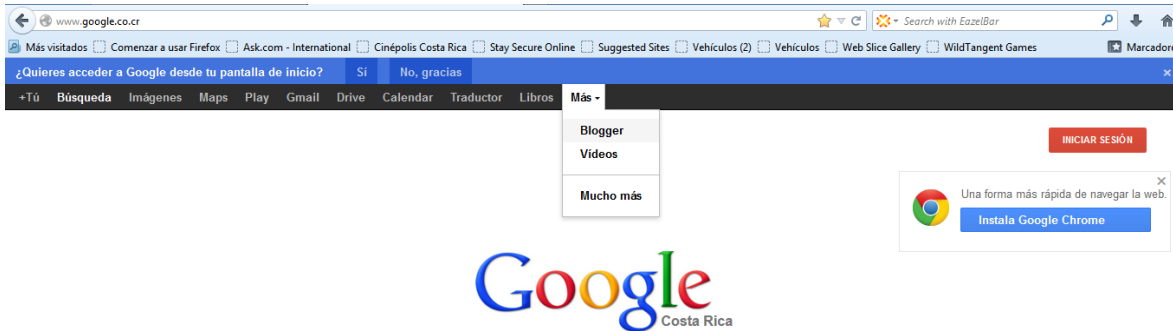 www.google.co.cr Search with EazelBar
Más visitados Comenzar a usar Firefox Ask.com - International Cinépolis Costa Rica Stay Secure Online Suggested Sites Vehículos (2) Vehículos Web Slice Gallery WildTangent Games Marcadore
¿Quieres acceder a Google desde tu pantalla de inicio? Sí No, gracias ×
+Tú Búsqueda Imágenes Maps Play Gmail Drive Calendar Traductor Libros Más
Blogger
Vídeos
Mucho más
INICIAR SESIÓN
Una forma más rápida de navegar la web.
Instala Google Chrome
Google
Costa Rica